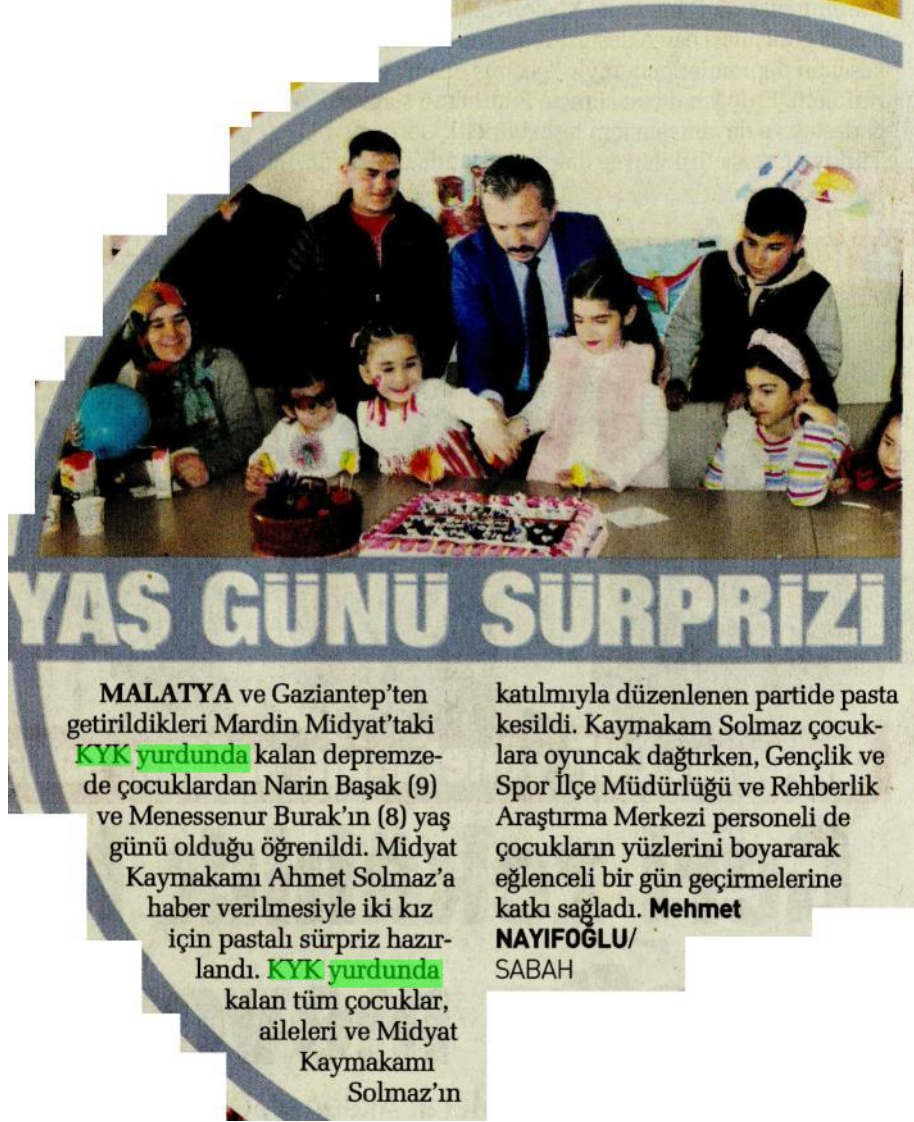 YAŞ GÜNÜ SÜRPRİZİ
MALATYA ve Gaziantep'ten
getirildikleri Mardin Midyat'taki
KYK yurdunda kalan depremze-
de çocuklardan Narin Başak (9)
ve Menessenur Burak'ın (8) yaş
günü olduğu öğrenildi. Midyat
Kaymakamı Ahmet Solmaz'a
haber verilmesiyle iki kız
için pastalı sürpriz hazır-
landı. KYK yurdunda
kalan tüm çocuklar,
aileleri ve Midyat
Kaymakamı
Solmaz'ın
katılmıyla düzenlenen partide pasta
kesildi. Kaymakam Solmaz çocuk-
lara oyuncak dağtırken, Gençlik ve
Spor İlçe Müdürlüğü ve Rehberlik
Araştırma Merkezi personeli de
çocukların yüzlerini boyararak
eğlenceli bir gün geçirmelerine
katkı sağladı. Mehmet
NAYIFOĞLU/
SABAH